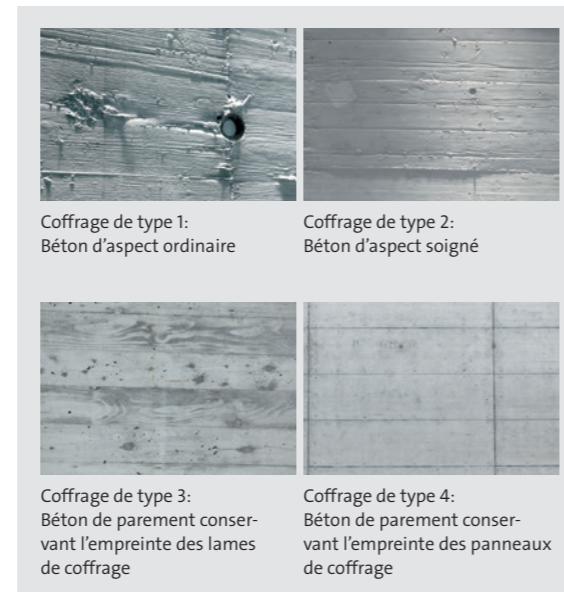 Coffrage de type 1:
Béton d’aspect ordinaire
Coffrage de type 2:
Béton d’aspect soigné
Coffrage de type 3:
Béton de parement conser-
vant l’empreinte des lames
de coffrage
Coffrage de type 4:
Béton de parement conser-
vant l’empreinte des panneaux
de coffrage